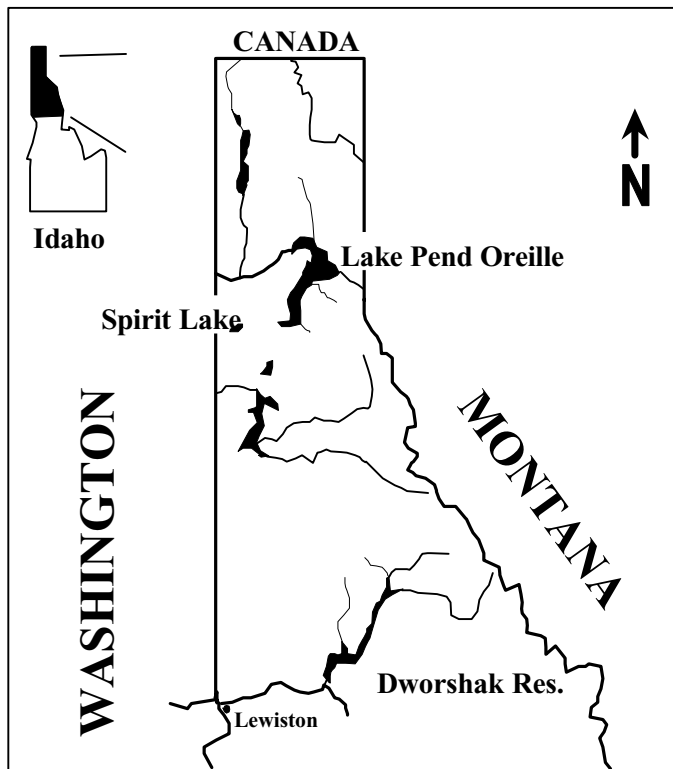 CANADA
N
Idaho
Lake Pend Oreille
Spirit Lake
WASHINGTON
MONTANA
Dworshak Res.
Lewiston